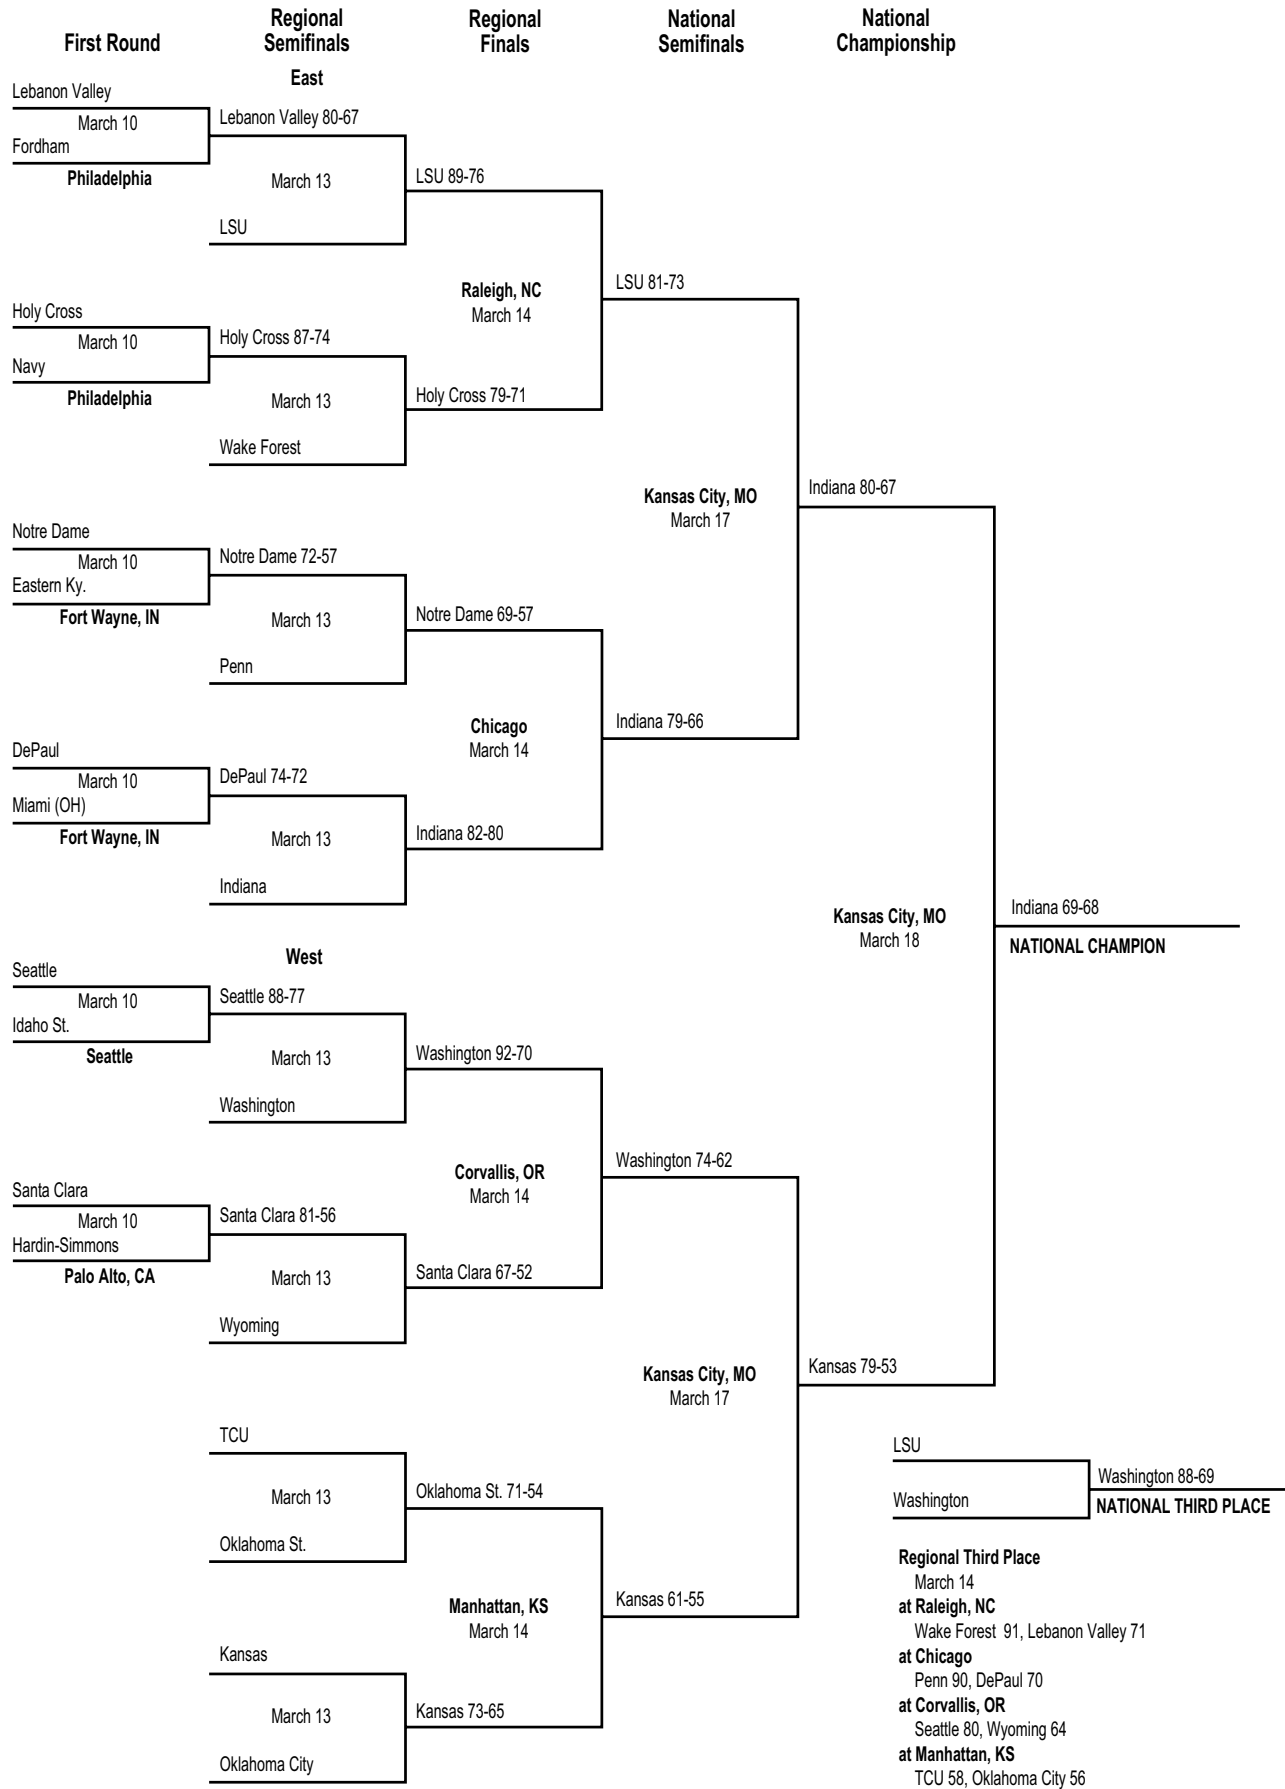 First Round
Regional
Semifinals
Regional
Finals
National
Semifinals
National
Championship
East
Lebanon Valley
March 10
Fordham
Philadelphia
Lebanon Valley 80-67
March 13
LSU
LSU 89-76
Holy Cross
March 10
Navy
Philadelphia
Holy Cross 87-74
March 13
Wake Forest
Holy Cross 79-71
Raleigh, NC
March 14
LSU 81-73
Notre Dame
March 10
Eastern Ky.
Fort Wayne, IN
Notre Dame 72-57
March 13
Penn
Notre Dame 69-57
DePaul
March 10
Miami (OH)
Fort Wayne, IN
DePaul 74-72
March 13
Indiana
Indiana 82-80
Chicago
March 14
Indiana 79-66
Kansas City, MO
March 17
Indiana 80-67
West
Seattle
March 10
Idaho St.
Seattle
Seattle 88-77
March 13
Washington
Washington 92-70
Santa Clara
March 10
Hardin-Simmons
Palo Alto, CA
Santa Clara 81-56
March 13
Wyoming
Santa Clara 67-52
Corvallis, OR
March 14
Washington 74-62
TCU
March 13
Oklahoma St.
Oklahoma St. 71-54
Kansas
March 13
Oklahoma City
Kansas 73-65
Manhattan, KS
March 14
Kansas 61-55
Kansas City, MO
March 17
Kansas 79-53
Kansas City, MO
March 18
Indiana 69-68
NATIONAL CHAMPION
LSU
Washington
Washington 88-69
NATIONAL THIRD PLACE
Regional Third Place
March 14
at Raleigh, NC
Wake Forest 91, Lebanon Valley 71
at Chicago
Penn 90, DePaul 70
at Corvallis, OR
Seattle 80, Wyoming 64
at Manhattan, KS
TCU 58, Oklahoma City 56